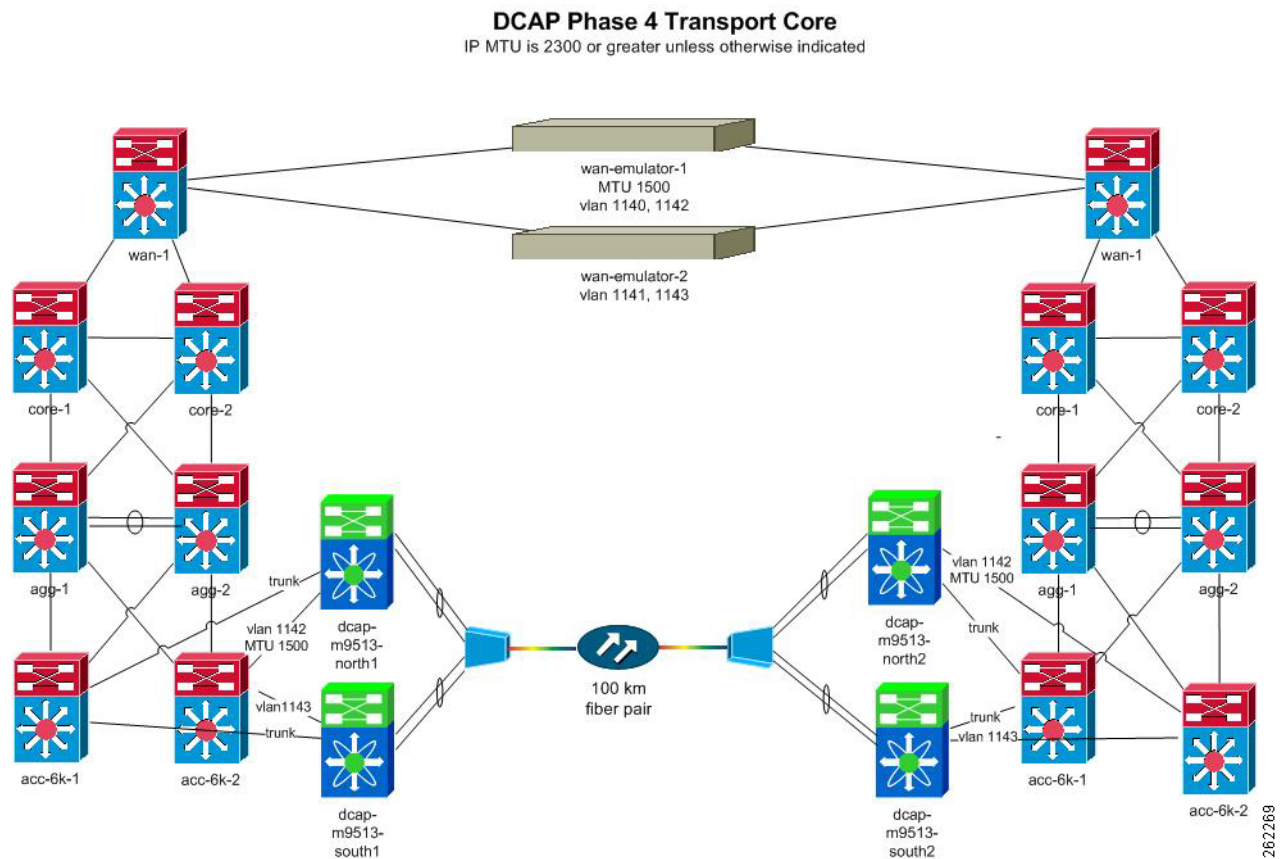 DCAP Phase 4 Transport Core
IP MTU is 2300 or greater unless otherwise indicated
wan-emulator-1
MTU 1500
vlan 1140, 1142
wan-1
wan-1
wan-emulator-2
vlan 1141, 1143
core-1
core-2
core-1
core-2
agg-1
agg-2
agg-1
agg-2
trunk
vlan 1142
MTU 1500
dcap-
m9513-
north1
vlan 1142
MTU 1500
trunk
dcap-
m9513-
north2
100 km
fiber pair
vlan1143
trunk
trunk
vlan 1143
acc-6k-1
acc-6k-2
dcap-
m9513-
south1
dcap-
m9513-
south2
acc-6k-1
acc-6k-2
262269